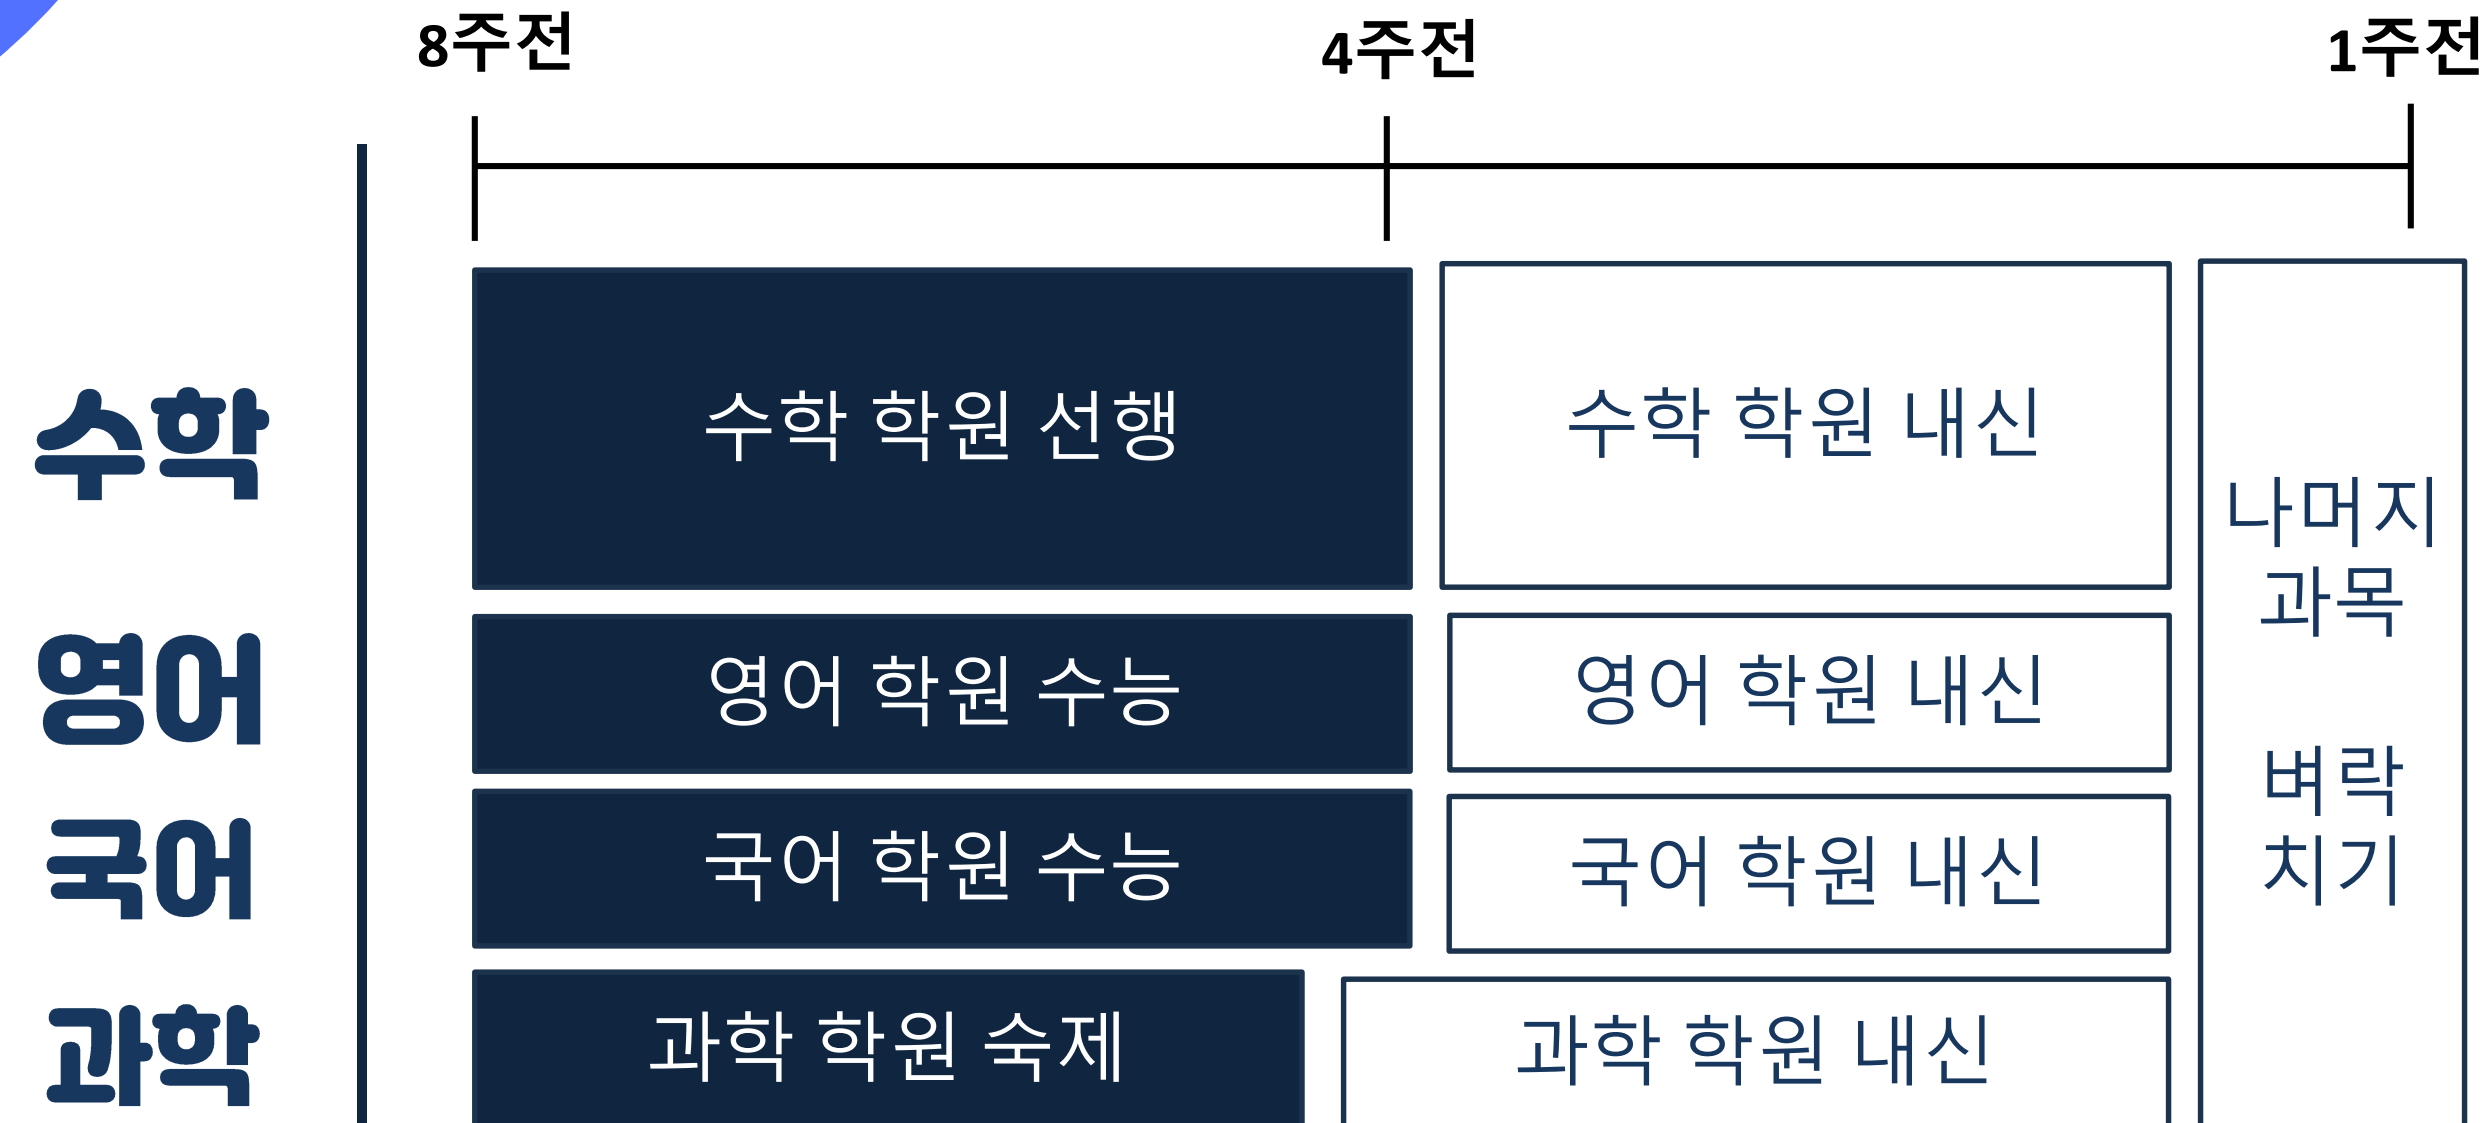 8주전
4주전
1주전
수학
수학 학원 선행
수학 학원 내신
영어
영어 학원 수능
영어 학원 내신
국어
국어 학원 수능
국어 학원 내신
과학
과학 학원 숙제
과학 학원 내신
나머지
과목
벼락
치기